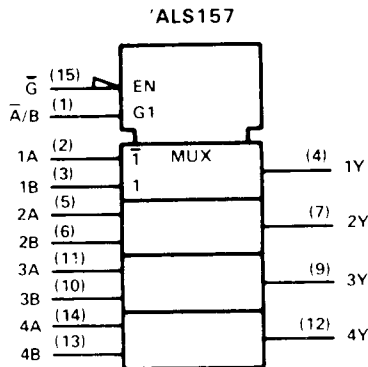 'ALS157
G̅ (15) EN
A̅/B (1) G1
1A (2) 1̅ MUX (4) 1Y
1B (3) 1
2A (5) (7) 2Y
2B (6)
3A (11) (9) 3Y
3B (10)
4A (14) (12) 4Y
4B (13)